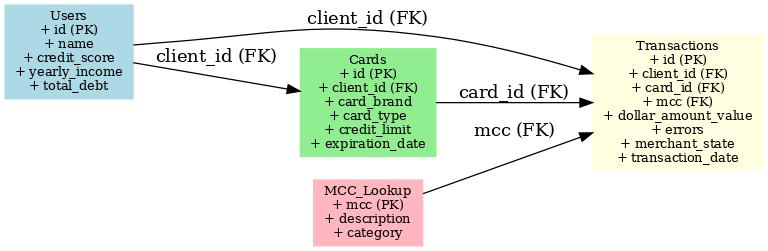 Users
+ id (PK)
+ name
+ credit_score
+ yearly_income
+ total_debt
client_id (FK)
client_id (FK)
Cards
+ id (PK)
+ client_id (FK)
+ card_brand
+ card_type
+ credit_limit
+ expiration_date
card_id (FK)
mcc (FK)
MCC_Lookup
+ mcc (PK)
+ description
+ category
Transactions
+ id (PK)
+ client_id (FK)
+ card_id (FK)
+ mcc (FK)
+ dollar_amount_value
+ errors
+ merchant_state
+ transaction_date